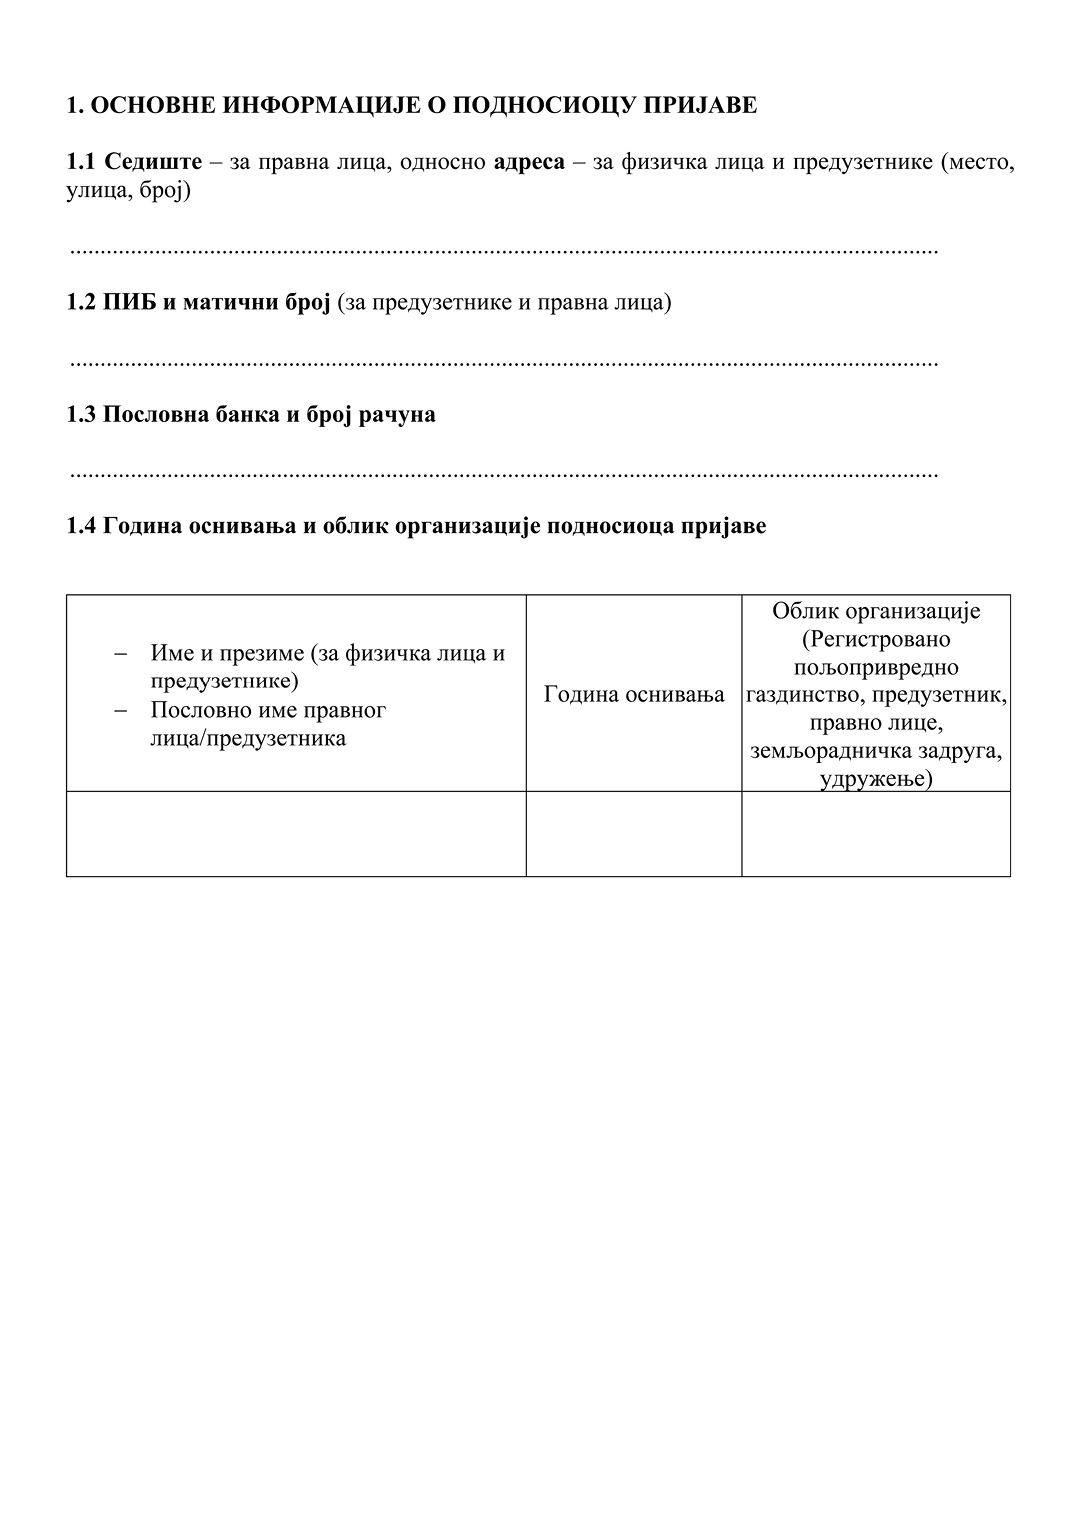 1. ОСНОВНЕ ИНФОРМАЦИЈЕ О ПОДНОСИОЦУ ПРИЈАВЕ
1.1 Седиште – за правна лица, односно адреса – за физичка лица и предузетнике (место,
улица, број)
................................................................................................................................................
1.2 ПИБ и матични број (за предузетнике и правна лица)
................................................................................................................................................
1.3 Пословна банка и број рачуна
................................................................................................................................................
1.4 Година оснивања и облик организације подносиоца пријаве
– Име и презиме (за физичка лица и
предузетнике)
– Пословно име правног
лица/предузетника
Година оснивања
Облик организације
(Регистровано
пољопривредно
газдинство, предузетник,
правно лице,
земљорадничка задруга,
удружење)